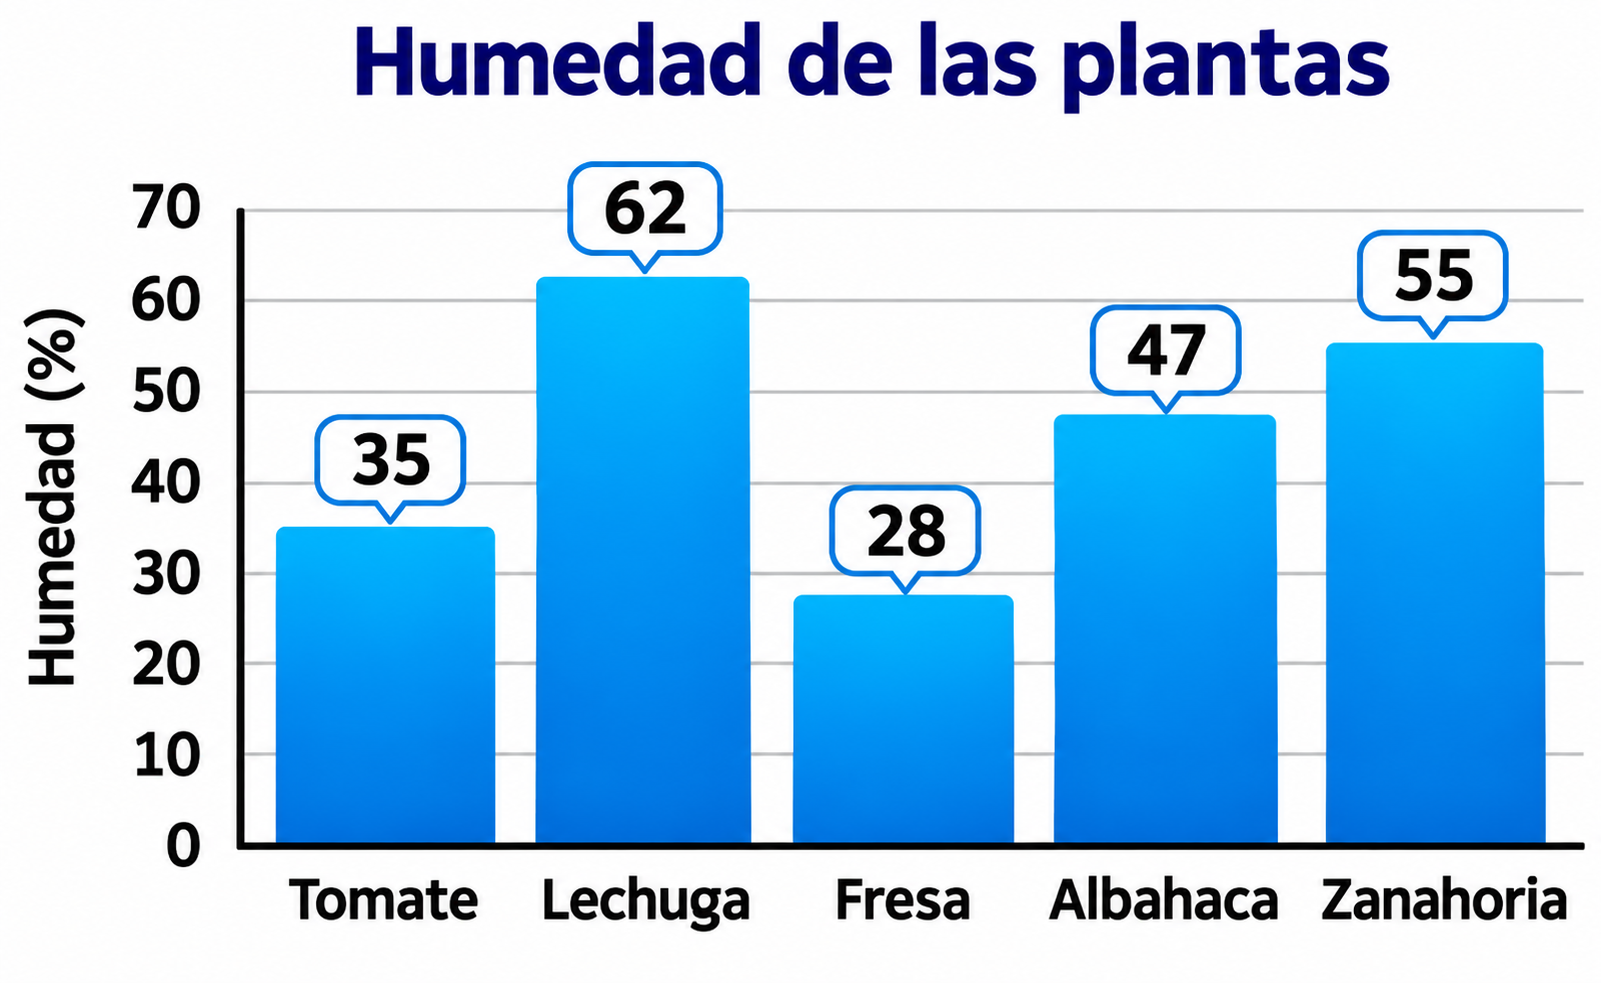 Humedad de las plantas
Humedad (%)
70
60
50
40
30
20
10
0
35
62
28
47
55
Tomate
Lechuga
Fresa
Albahaca
Zanahoria